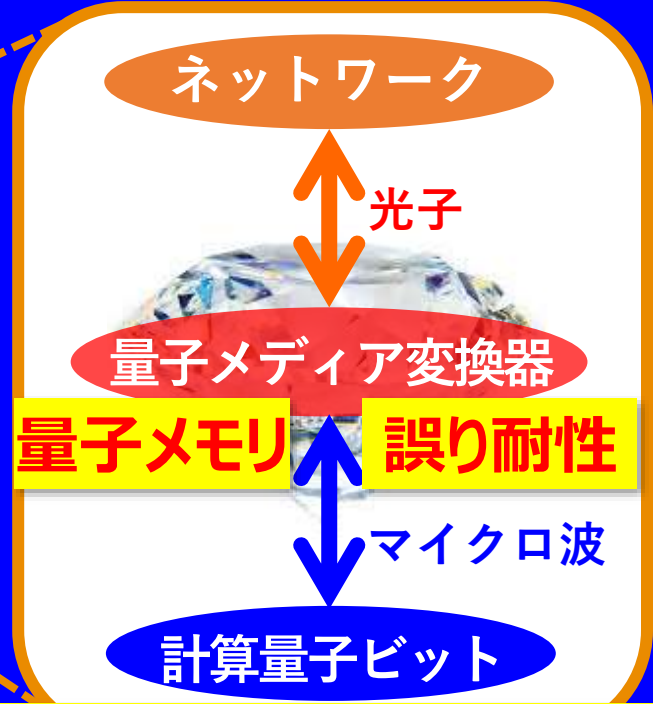 ネットワーク
光子
量子メディア変換器
量子メモリ
誤り耐性
マイクロ波
計算量子ビット